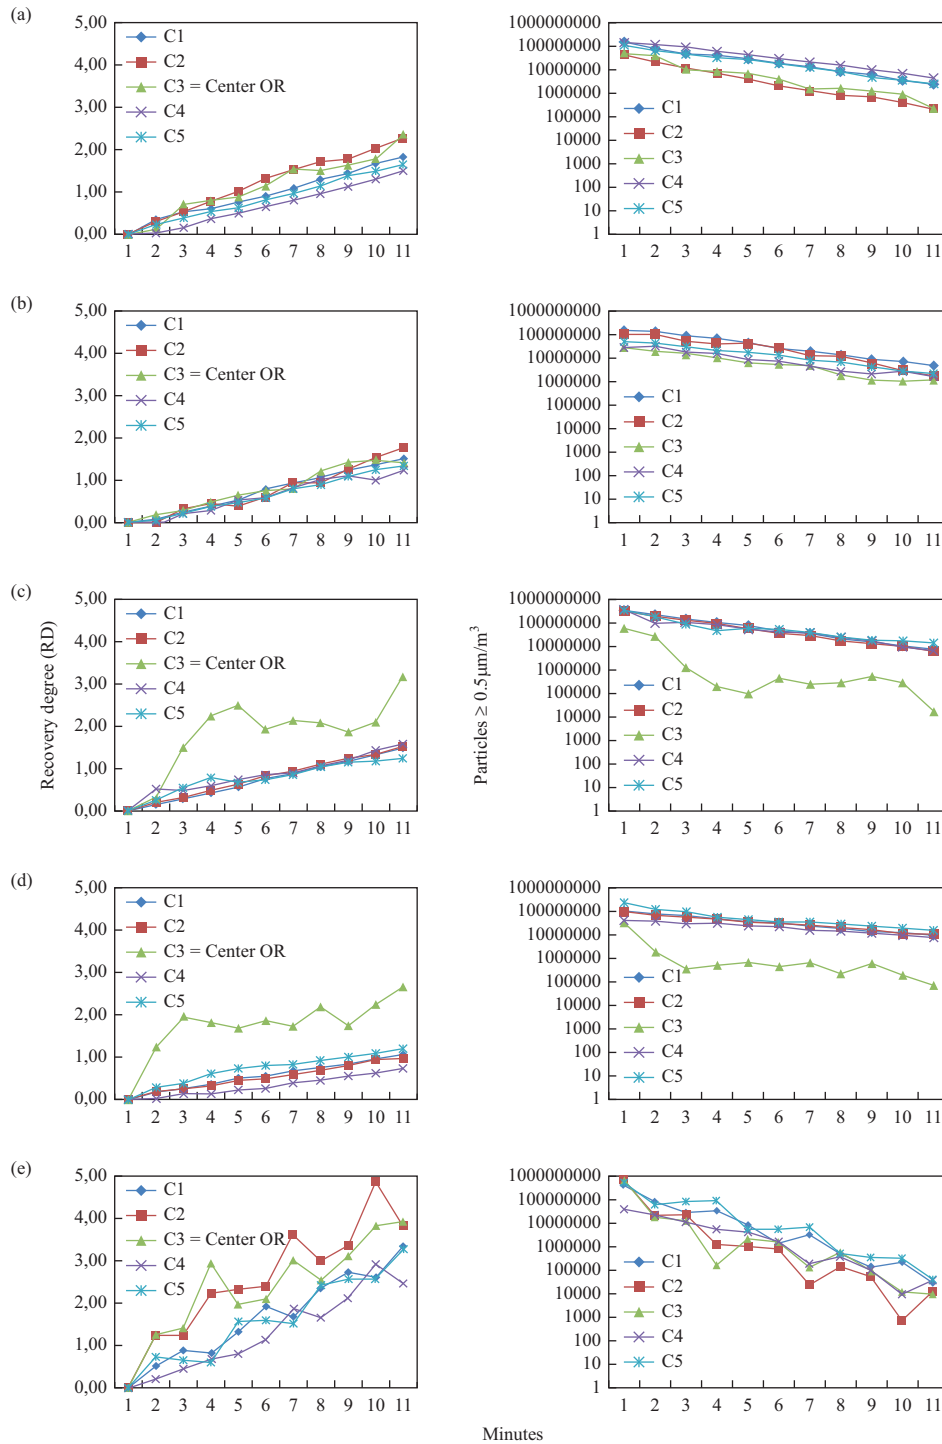 (a)
5,00
4,00
3,00
2,00
1,00
0,00
C1
C2
C3 = Center OR
C4
C5
1 2 3 4 5 6 7 8 9 10 11
1000000000
100000000
10000000
1000000
100000
10000
1000
100
10
1
C1
C2
C3
C4
C5
1 2 3 4 5 6 7 8 9 10 11
(b)
5,00
4,00
3,00
2,00
1,00
0,00
C1
C2
C3 = Center OR
C4
C5
1 2 3 4 5 6 7 8 9 10 11
1000000000
100000000
10000000
1000000
100000
10000
1000
100
10
1
C1
C2
C3
C4
C5
1 2 3 4 5 6 7 8 9 10 11
(c)
Recovery degree (RD)
5,00
4,00
3,00
2,00
1,00
0,00
C1
C2
C3 = Center OR
C4
C5
1 2 3 4 5 6 7 8 9 10 11
Particles ≥ 0.5µm/m³
1000000000
100000000
10000000
1000000
100000
10000
1000
100
10
1
C1
C2
C3
C4
C5
1 2 3 4 5 6 7 8 9 10 11
(d)
5,00
4,00
3,00
2,00
1,00
0,00
C1
C2
C3 = Center OR
C4
C5
1 2 3 4 5 6 7 8 9 10 11
1000000000
100000000
10000000
1000000
100000
10000
1000
100
10
1
C1
C2
C3
C4
C5
1 2 3 4 5 6 7 8 9 10 11
(e)
5,00
4,00
3,00
2,00
1,00
0,00
C1
C2
C3 = Center OR
C4
C5
1 2 3 4 5 6 7 8 9 10 11
1000000000
100000000
10000000
1000000
100000
10000
1000
100
10
1
C1
C2
C3
C4
C5
1 2 3 4 5 6 7 8 9 10 11
Minutes